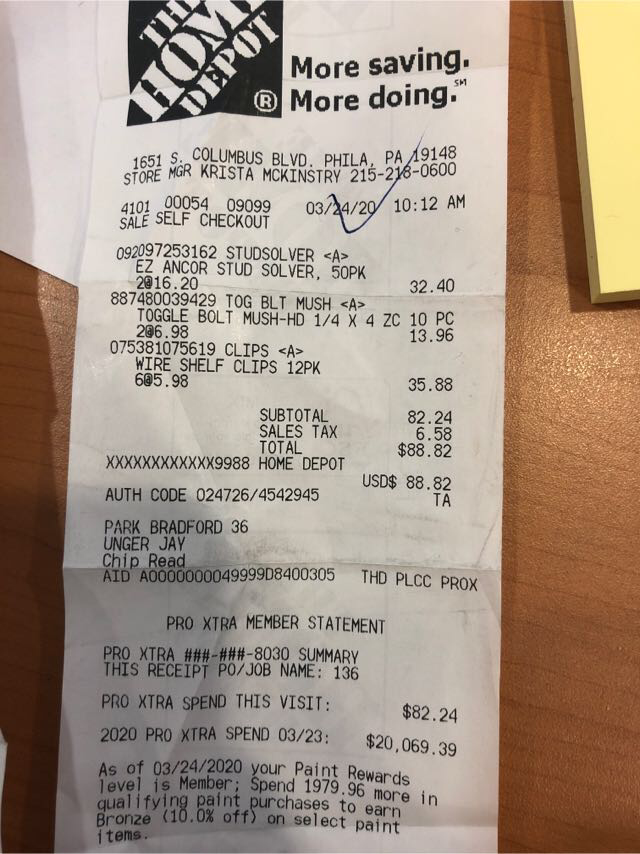 THE
HOME
DEPOT
®
More saving.
More doing.℠
1651 S. COLUMBUS BLVD. PHILA, PA 19148
STORE MGR KRISTA MCKINSTRY 215-218-0600
4101 00054 09099 03/24/20 10:12 AM
SALE SELF CHECKOUT
092097253162 STUDSOLVER <A>
EZ ANCOR STUD SOLVER, 50PK
2@16.20 32.40
887480039429 TOG BLT MUSH <A>
TOGGLE BOLT MUSH-HD 1/4 X 4 ZC 10 PC
2@6.98 13.96
075381075619 CLIPS <A>
WIRE SHELF CLIPS 12PK
6@5.98 35.88
SUBTOTAL 82.24
SALES TAX 6.58
TOTAL $88.82
XXXXXXXXXXXX9988 HOME DEPOT
USD$ 88.82
AUTH CODE 024726/4542945 TA
PARK BRADFORD 36
UNGER JAY
Chip Read
AID A0000000049999D8400305 THD PLCC PROX
PRO XTRA MEMBER STATEMENT
PRO XTRA ###-###-8030 SUMMARY
THIS RECEIPT PO/JOB NAME: 136
PRO XTRA SPEND THIS VISIT: $82.24
2020 PRO XTRA SPEND 03/23: $20,069.39
As of 03/24/2020 your Paint Rewards
level is Member; Spend 1979.96 more in
qualifying paint purchases to earn
Bronze (10.0% off) on select paint
items.